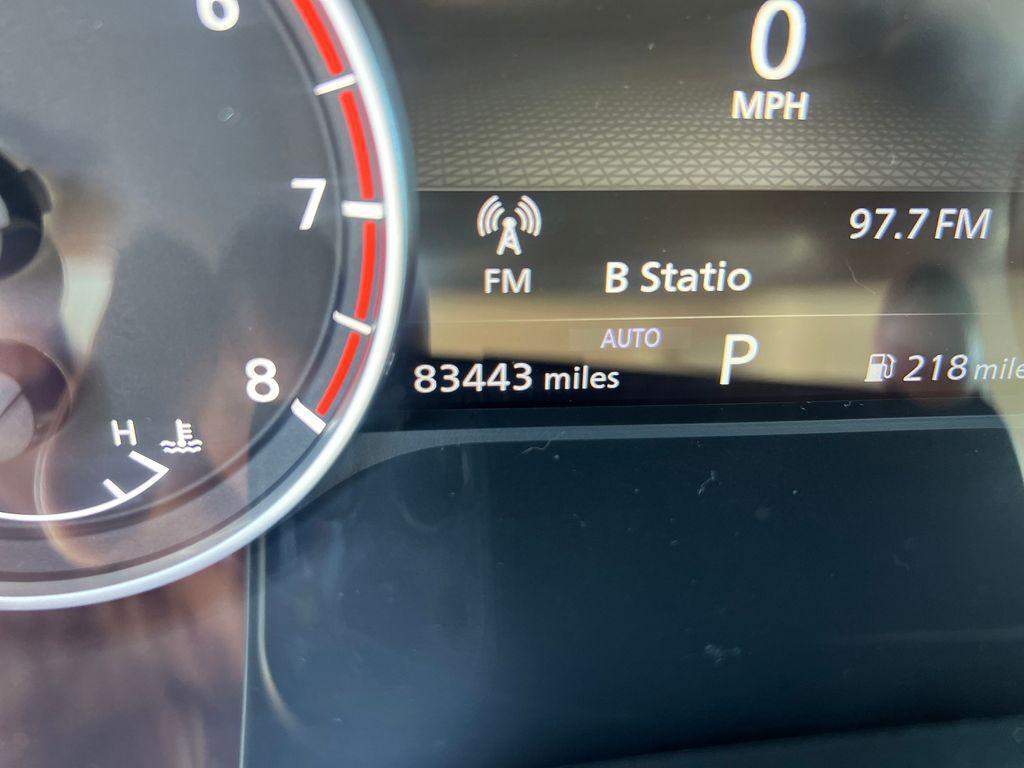 6
0
MPH
7
97.7 FM
FM
B Statio
AUTO
8
83443 miles
P
218 mile
H